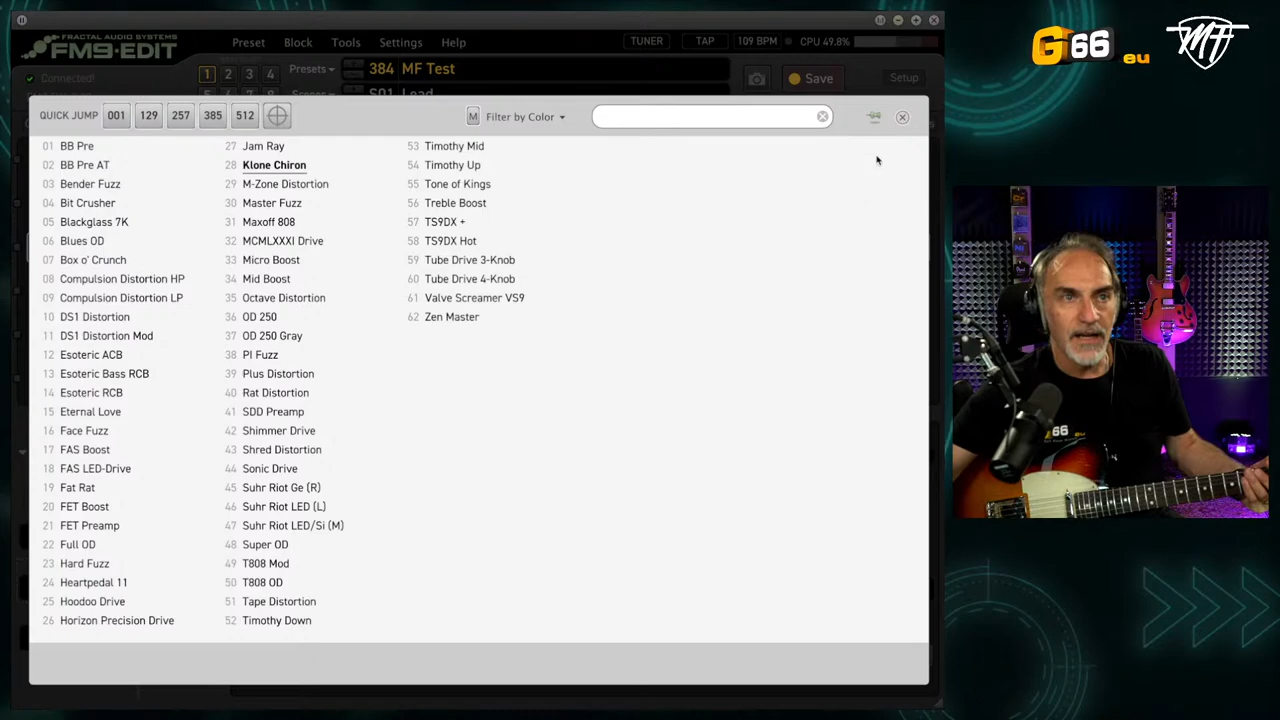 FRACTAL AUDIO SYSTEMS
FM9-EDIT
Preset Block Tools Settings Help
TUNER TAP 109 BPM CPU 49.8%
Connected!
1 2 3 4
Presets 384 MF Test
Save Setup
S01 Lead
QUICK JUMP 001 129 257 385 512
M Filter by Color
01 BB Pre
02 BB Pre AT
03 Bender Fuzz
04 Bit Crusher
05 Blackglass 7K
06 Blues OD
07 Box o' Crunch
08 Compulsion Distortion HP
09 Compulsion Distortion LP
10 DS1 Distortion
11 DS1 Distortion Mod
12 Esoteric ACB
13 Esoteric Bass RCB
14 Esoteric RCB
15 Eternal Love
16 Face Fuzz
17 FAS Boost
18 FAS LED-Drive
19 Fat Rat
20 FET Boost
21 FET Preamp
22 Full OD
23 Hard Fuzz
24 Heartpedal 11
25 Hoodoo Drive
26 Horizon Precision Drive
27 Jam Ray
28 Klone Chiron
29 M-Zone Distortion
30 Master Fuzz
31 Maxoff 808
32 MCMLXXXI Drive
33 Micro Boost
34 Mid Boost
35 Octave Distortion
36 OD 250
37 OD 250 Gray
38 PI Fuzz
39 Plus Distortion
40 Rat Distortion
41 SDD Preamp
42 Shimmer Drive
43 Shred Distortion
44 Sonic Drive
45 Suhr Riot Ge (R)
46 Suhr Riot LED (L)
47 Suhr Riot LED/Si (M)
48 Super OD
49 T808 Mod
50 T808 OD
51 Tape Distortion
52 Timothy Down
53 Timothy Mid
54 Timothy Up
55 Tone of Kings
56 Treble Boost
57 TS9DX +
58 TS9DX Hot
59 Tube Drive 3-Knob
60 Tube Drive 4-Knob
61 Valve Screamer VS9
62 Zen Master
G66 eu
MF
G66 eu